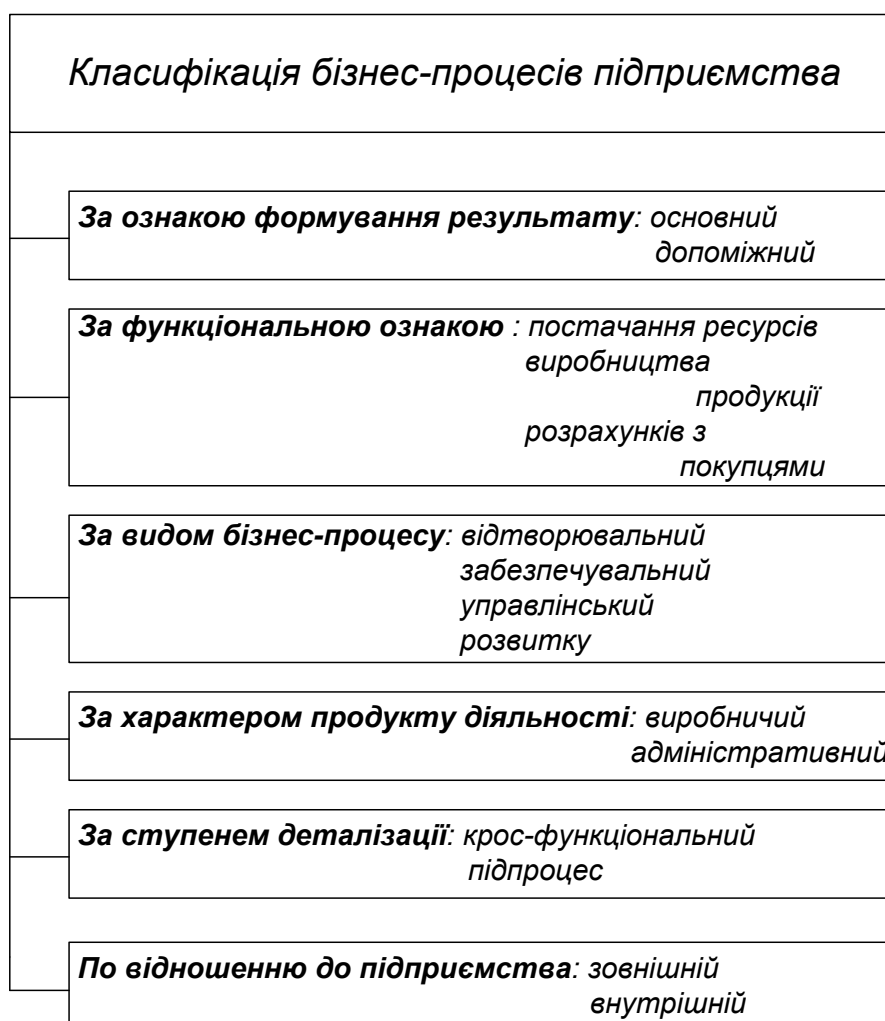 Класифікація бізнес-процесів підприємства
За ознакою формування результату: основний
допоміжний
За функціональною ознакою : постачання ресурсів
виробництва
продукції
розрахунків з
покупцями
За видом бізнес-процесу: відтворювальний
забезпечувальний
управлінський
розвитку
За характером продукту діяльності: виробничий
адміністративний
За ступенем деталізації: крос-функціональний
підпроцес
По відношенню до підприємства: зовнішній
внутрішній